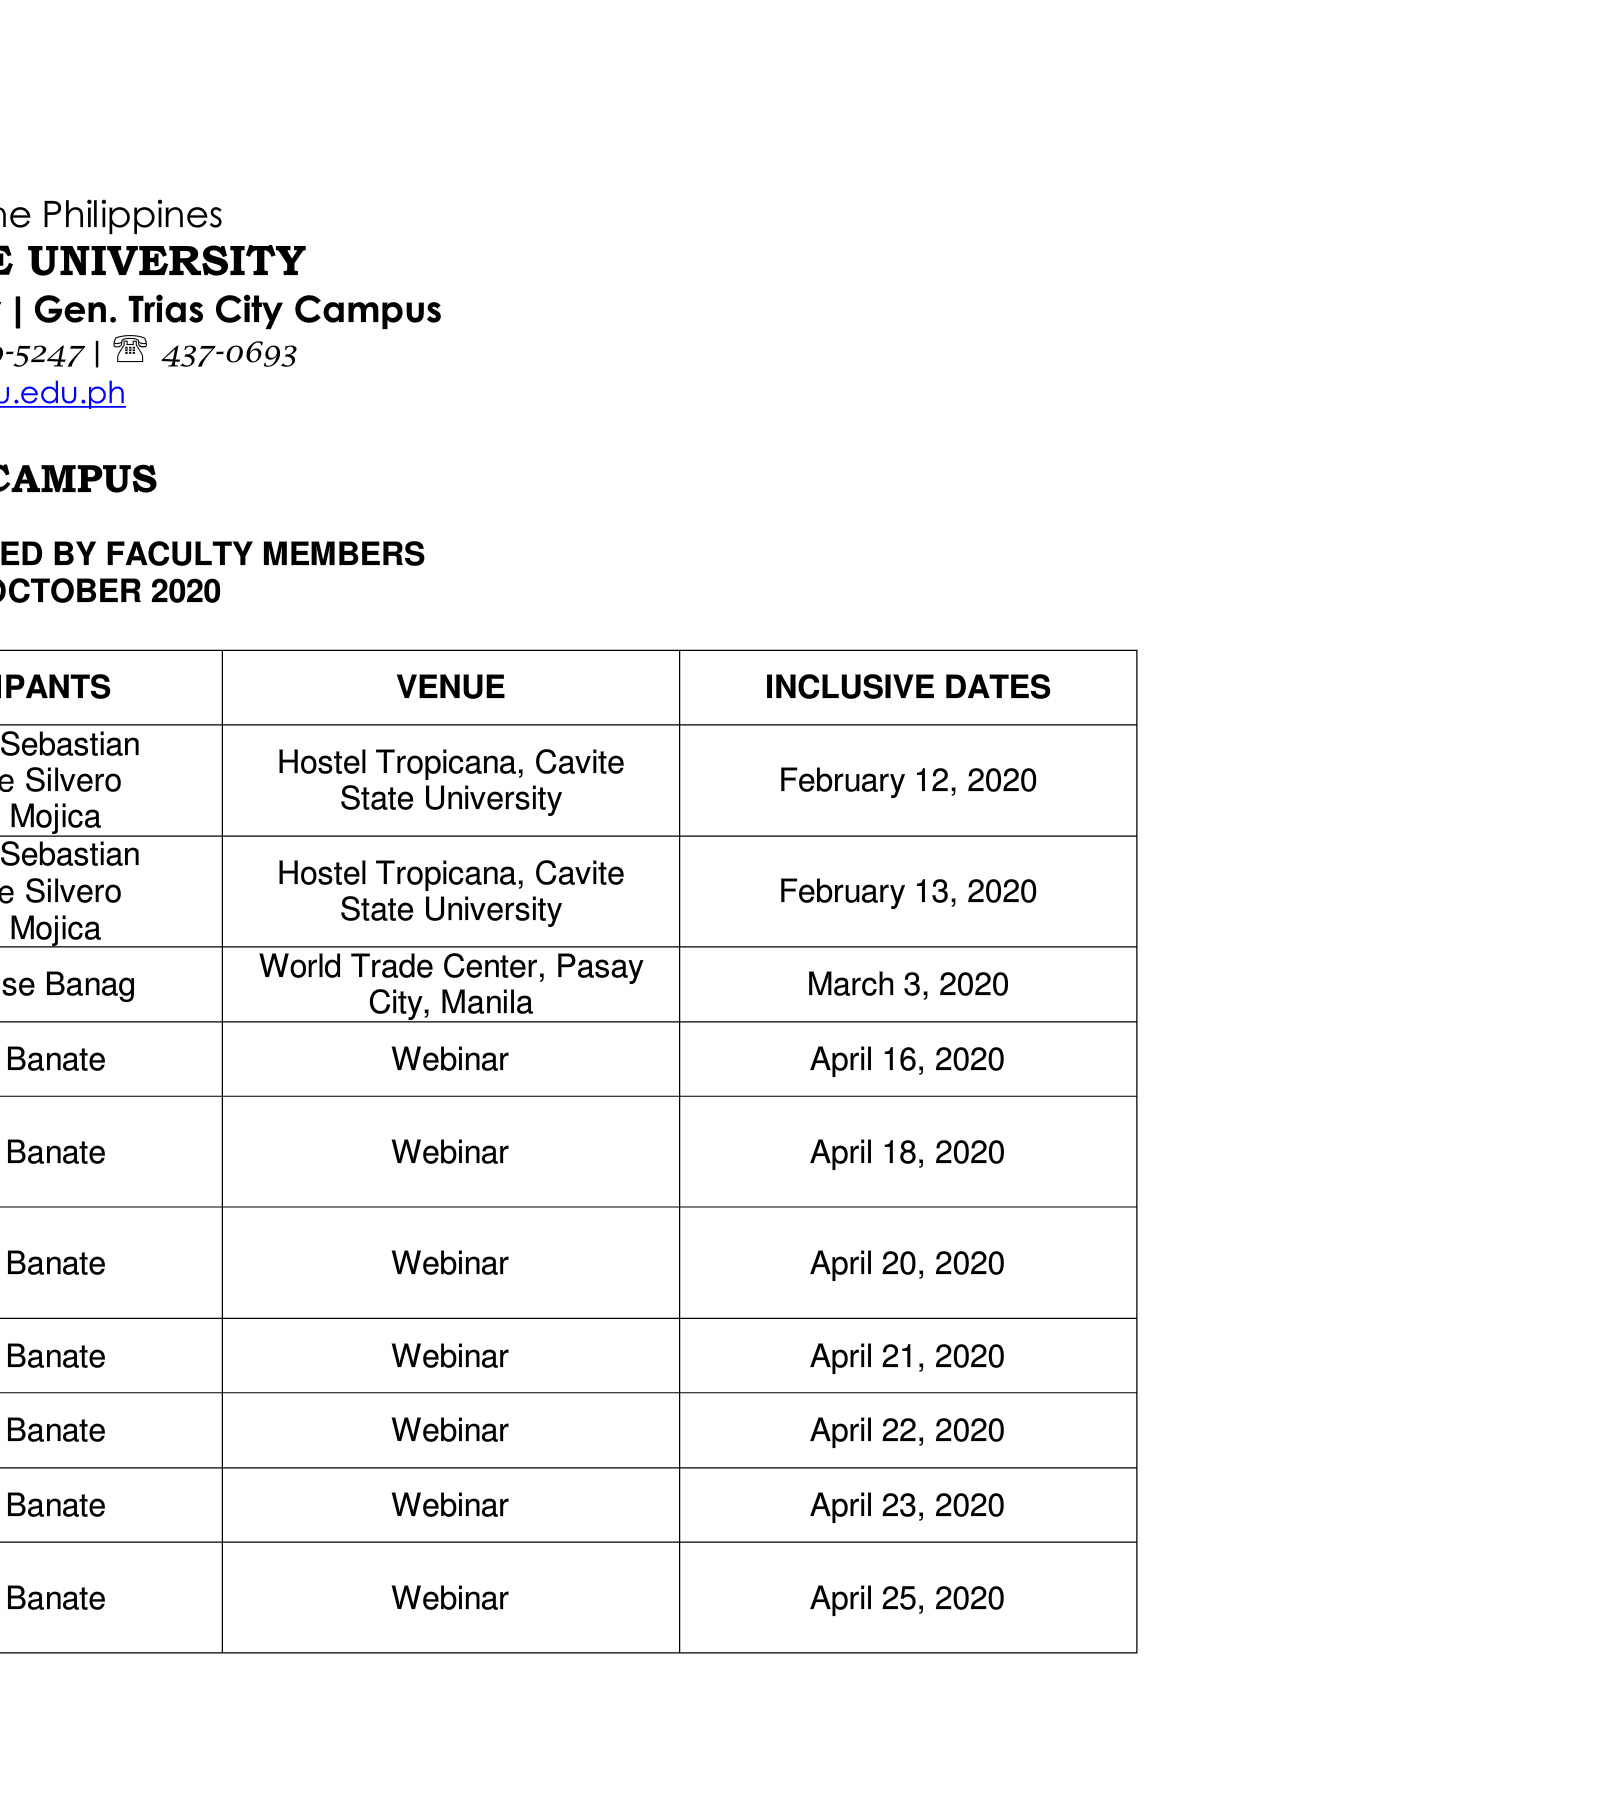 Philippines
UNIVERSITY
| Gen. Trias City Campus
-5247 | ☏ 437-0693
.edu.ph
CAMPUS
BY FACULTY MEMBERS
OCTOBER 2020
VENUE INCLUSIVE DATES
Sebastian
Silvero
Mojica
Hostel Tropicana, Cavite
State University
February 12, 2020
Sebastian
Silvero
Mojica
Hostel Tropicana, Cavite
State University
February 13, 2020
Banag
World Trade Center, Pasay
City, Manila
March 3, 2020
Banate Webinar April 16, 2020
Banate Webinar April 18, 2020
Banate Webinar April 20, 2020
Banate Webinar April 21, 2020
Banate Webinar April 22, 2020
Banate Webinar April 23, 2020
Banate Webinar April 25, 2020